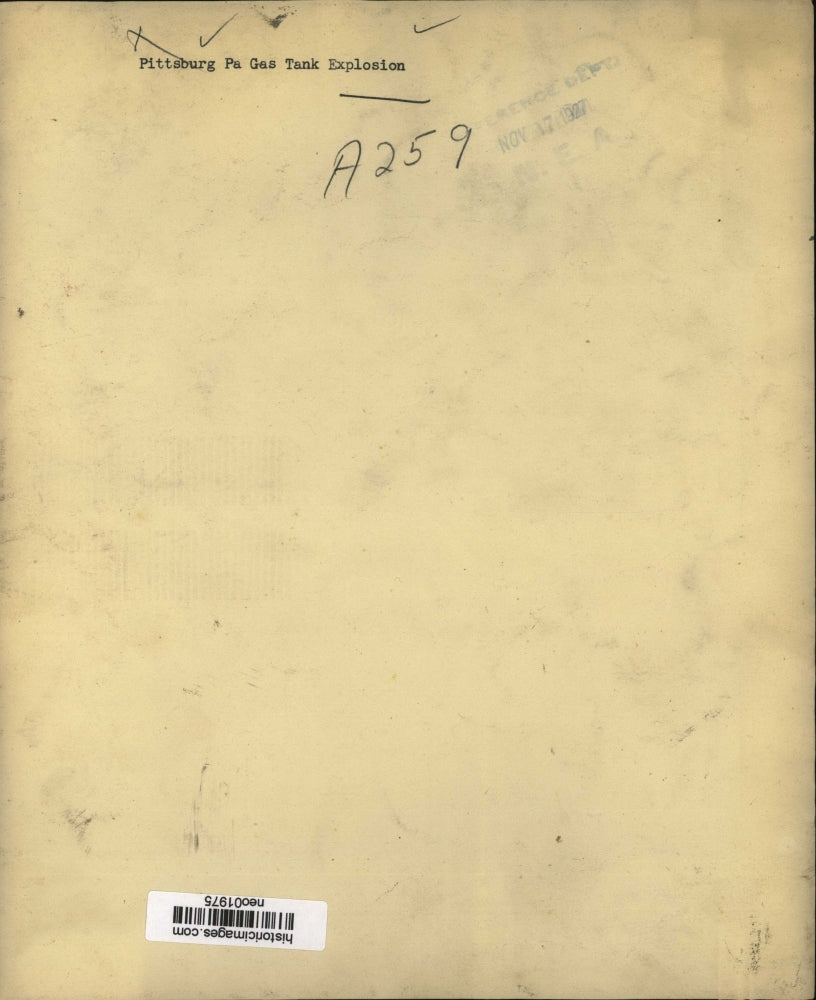 Pittsburg Pa Gas Tank Explosion
A259
NOV 17 1927
N. E. A
historicimages.com
neo01975